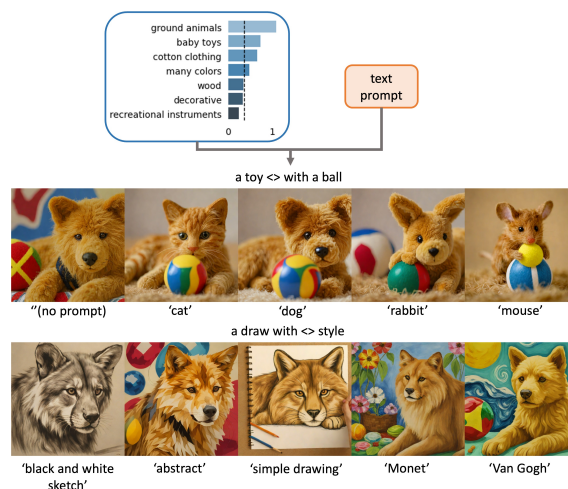 ground animals
baby toys
cotton clothing
many colors
wood
decorative
recreational instruments
0 1
text
prompt
a toy <> with a ball
‘’(no prompt) ‘cat’ ‘dog’ ‘rabbit’ ‘mouse’
a draw with <> style
‘black and white sketch’ ‘abstract’ ‘simple drawing’ ‘Monet’ ‘Van Gogh’